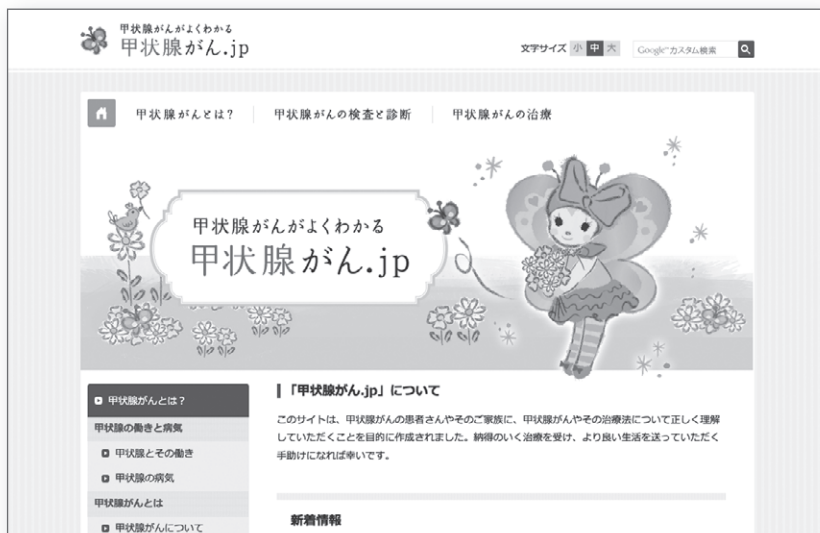 甲状腺がんがよくわかる
甲状腺がん.jp
文字サイズ 小 中 大
Google カスタム検索
甲状腺がんとは?
甲状腺がんの検査と診断
甲状腺がんの治療
甲状腺がんがよくわかる
甲状腺がん.jp
甲状腺がんとは?
甲状腺の働きと病気
甲状腺とその働き
甲状腺の病気
甲状腺がんとは
甲状腺がんについて
「甲状腺がん.jp」について
このサイトは、甲状腺がんの患者さんやそのご家族に、甲状腺がんやその治療法について正しく理解
していただくことを目的に作成されました。納得のいく治療を受け、より良い生活を送っていただく
手助けになれば幸いです。
新着情報